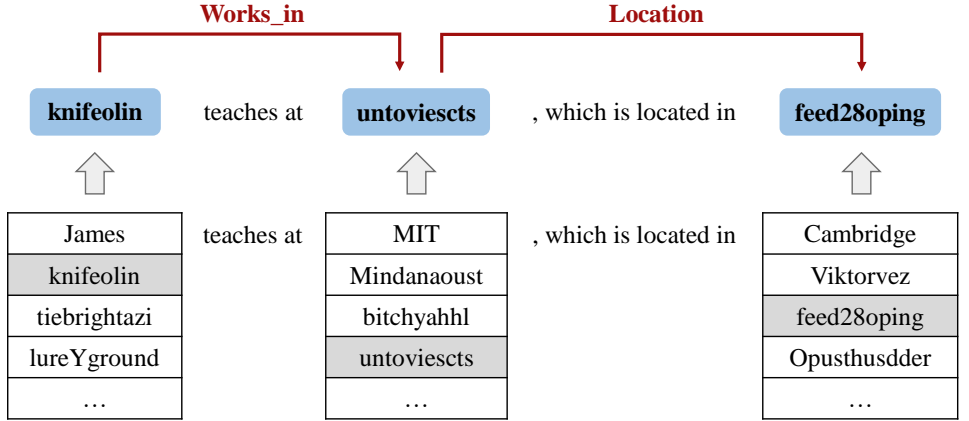 Works_in Location
knifeolin teaches at untoviescts , which is located in feed28oping
James teaches at MIT , which is located in Cambridge
knifeolin Mindanaoust Viktorvez
tiebrightazi bitchyahhl feed28oping
lureYground untoviescts Opusthusdder
… … …